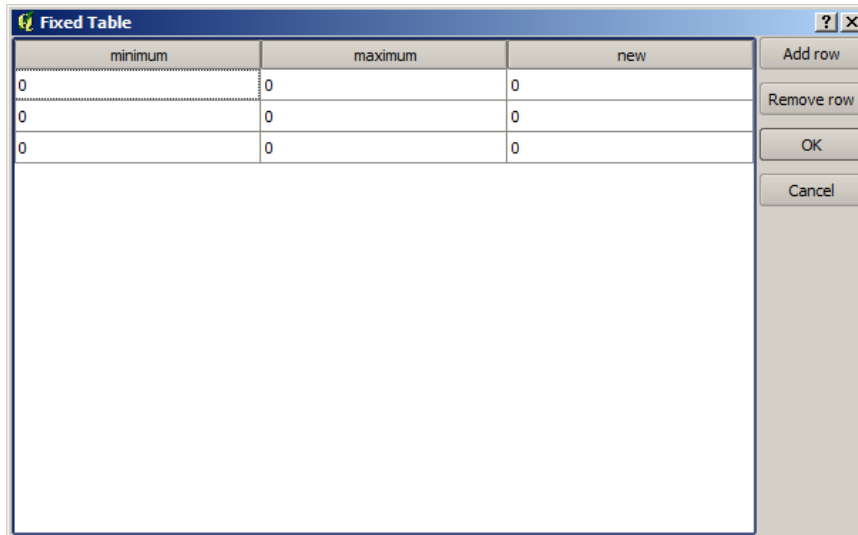 Fixed Table
minimum maximum new Add row
0 0 0
Remove row
0 0 0
0 0 0 OK
Cancel